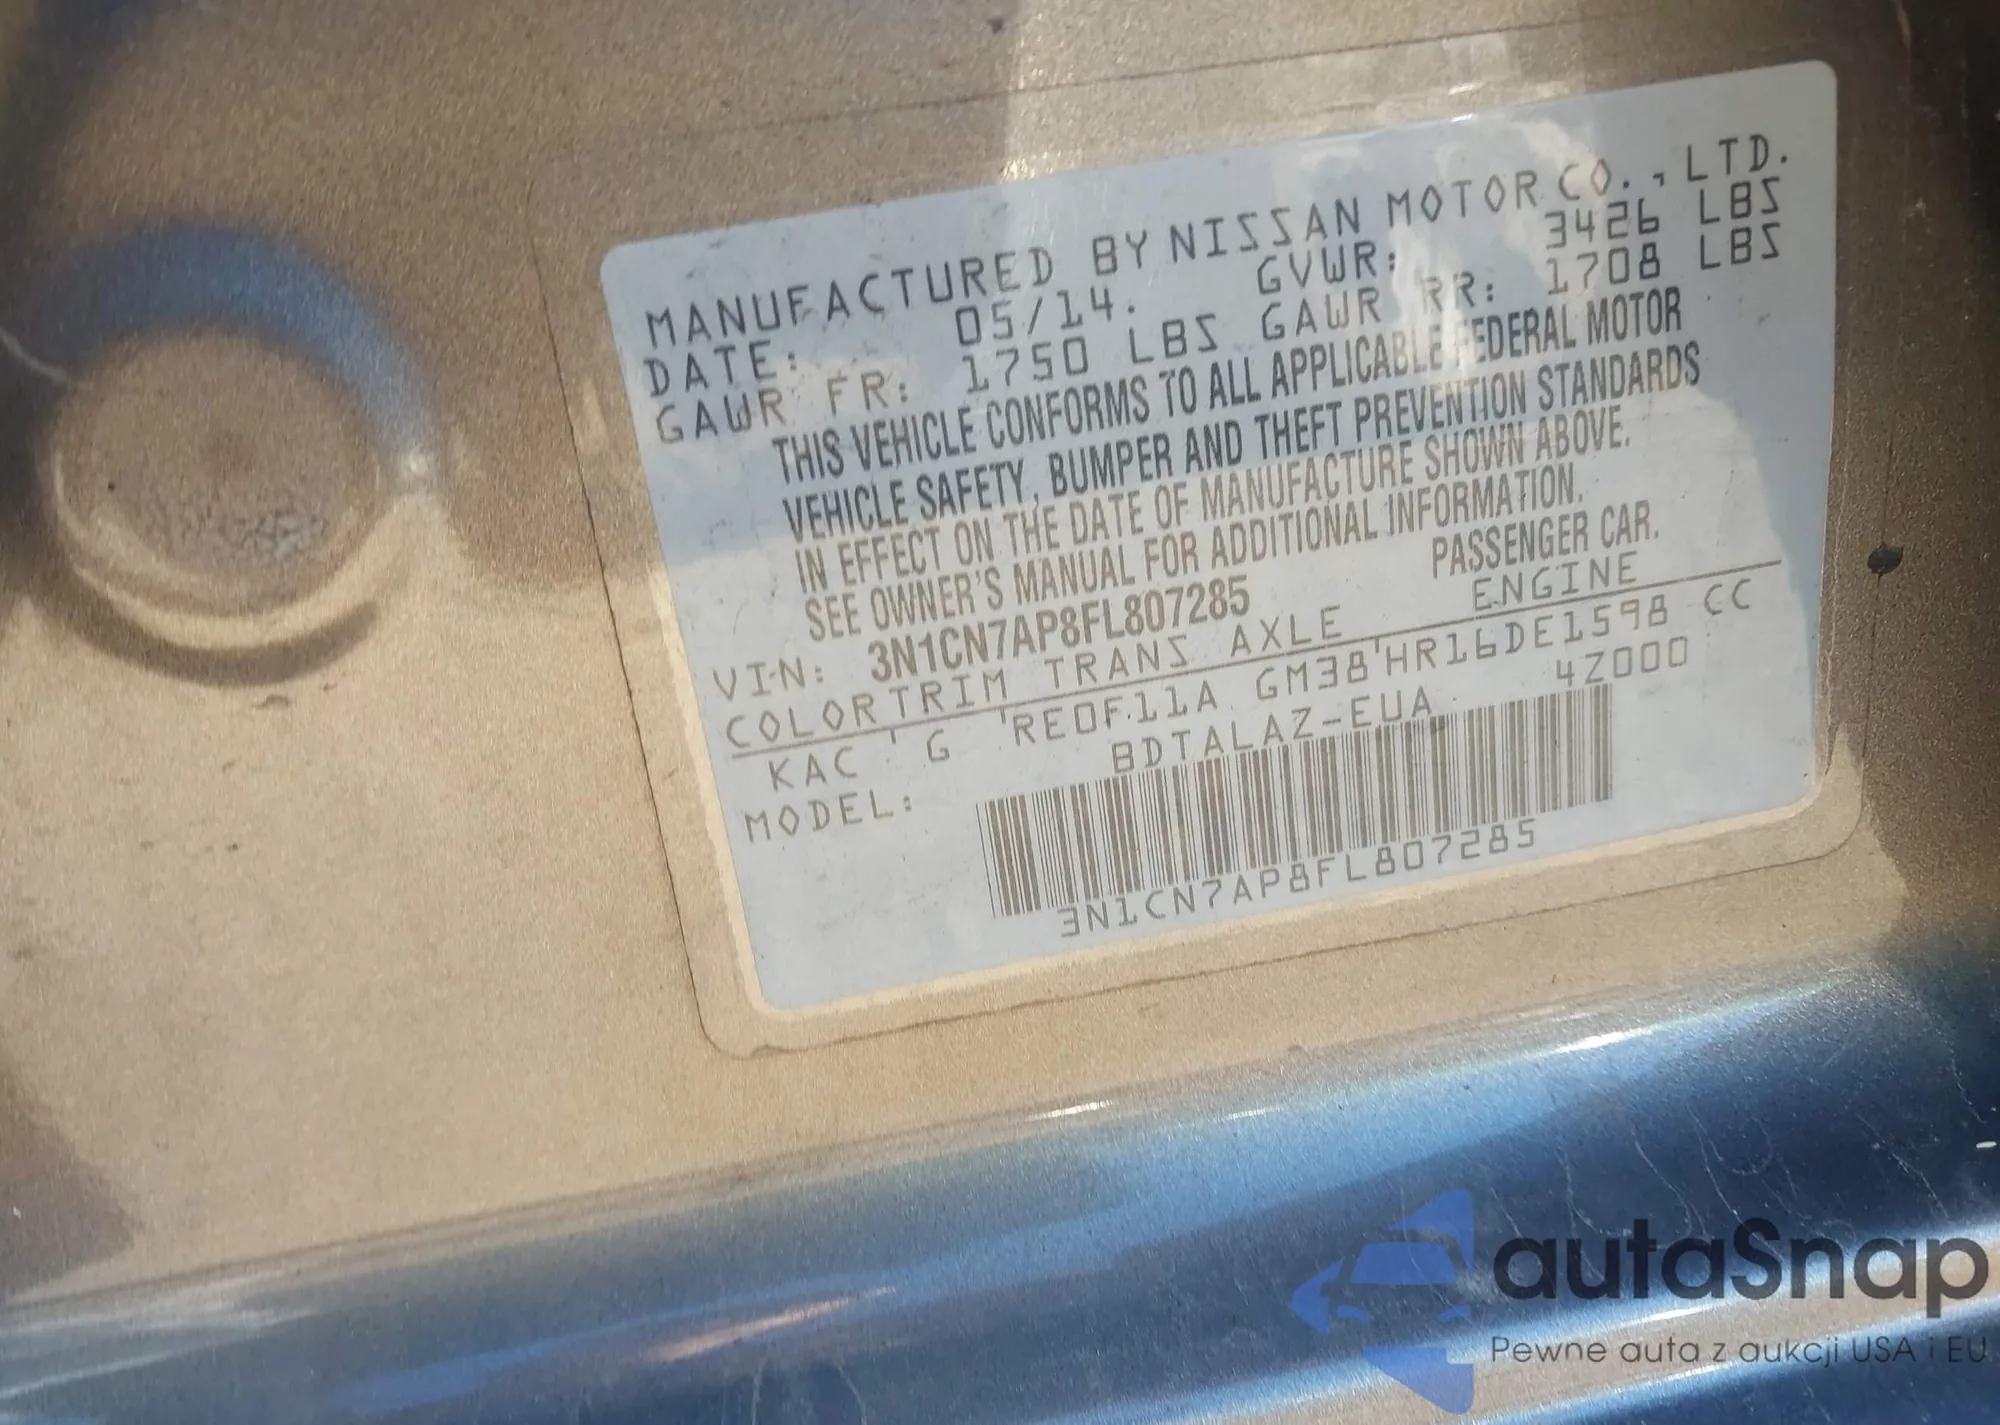 MANUFACTURED BY NISSAN MOTOR CO., LTD.
DATE: 05/14. GVWR: 3426 LBS
GAWR FR: 1750 LBS GAWR RR: 1708 LBS
THIS VEHICLE CONFORMS TO ALL APPLICABLE FEDERAL MOTOR
VEHICLE SAFETY, BUMPER AND THEFT PREVENTION STANDARDS
IN EFFECT ON THE DATE OF MANUFACTURE SHOWN ABOVE.
SEE OWNER'S MANUAL FOR ADDITIONAL INFORMATION.
VIN: 3N1CN7AP8FL807285 PASSENGER CAR.
COLOR TRIM TRANS AXLE ENGINE
KAC ' G 'RE0F11A GM38'HR16DE1598 CC
MODEL: BDTALAZ-EUA 4Z000
3N1CN7AP8FL807285
autaSnap
Pewne auta z aukcji USA i EU